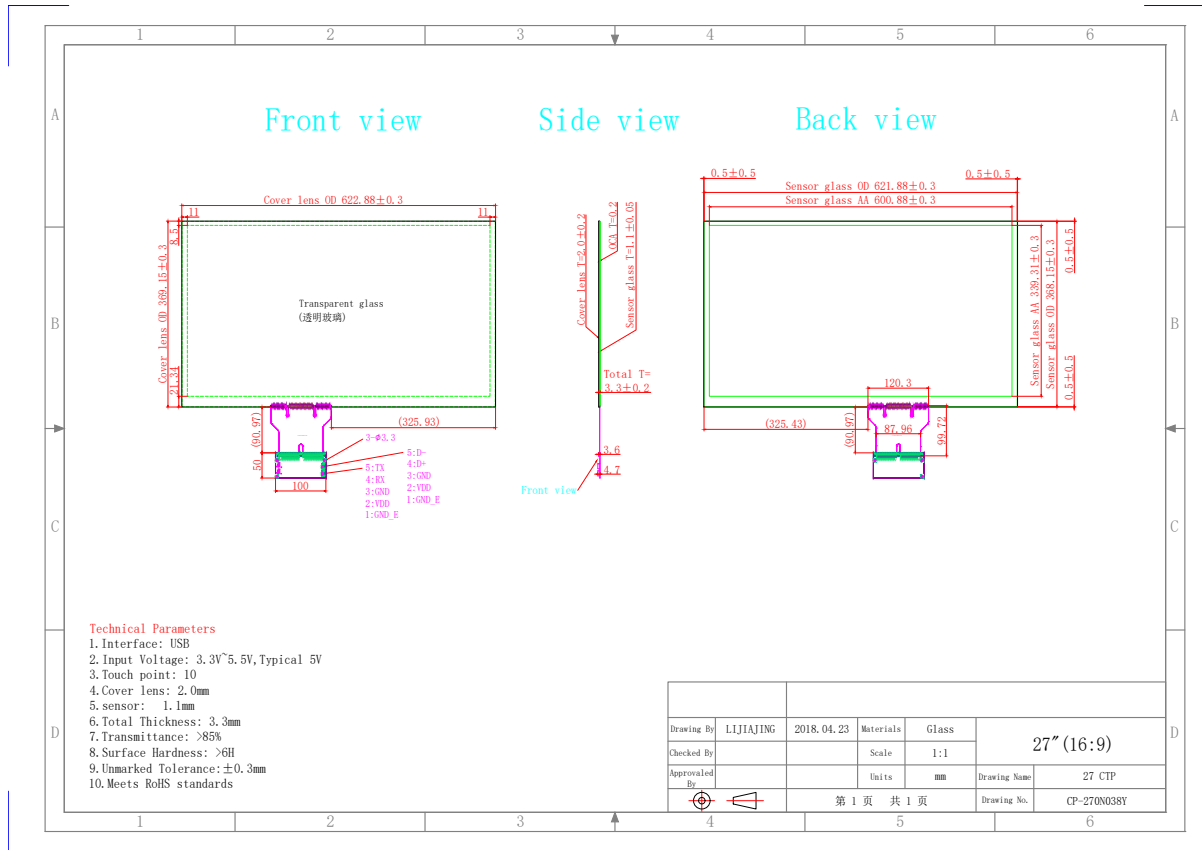 1 2 3 4 5 6
A A
B B
C C
D D
1 2 3 4 5 6
Front view
Side view
Back view
Cover lens OD 622.88±0.3
11
11
8.5
Cover lens OD 369.15±0.3
21.34
Transparent glass
(透明玻璃)
(90.97)
50
100
(325.93)
3-φ3.3
5:TX
4:RX
3:GND
2:VDD
1:GND_E
5:D-
4:D+
3:GND
2:VDD
1:GND_E
Cover lens T=2.0±0.2
OCA T=0.2
Sensor glass T=1.1±0.05
Total T=
3.3±0.2
3.6
4.7
Front view
0.5±0.5
0.5±0.5
Sensor glass OD 621.88±0.3
Sensor glass AA 600.88±0.3
Sensor glass AA 339.31±0.3
Sensor glass OD 368.15±0.3
0.5±0.5
0.5±0.5
120.3
(325.43)
(90.97)
87.96
99.72
Technical Parameters
1.Interface: USB
2.Input Voltage: 3.3V~5.5V,Typical 5V
3.Touch point: 10
4.Cover lens: 2.0mm
5.sensor: 1.1mm
6.Total Thickness: 3.3mm
7.Transmittance: >85%
8.Surface Hardness: >6H
9.Unmarked Tolerance:±0.3mm
10.Meets RoHS standards
Drawing By LIJIAJING 2018.04.23 Materials Glass
27″(16:9)
Checked By Scale 1:1
Approvaled By Units mm Drawing Name 27 CTP
第 1 页 共 1 页 Drawing No. CP-270N038Y